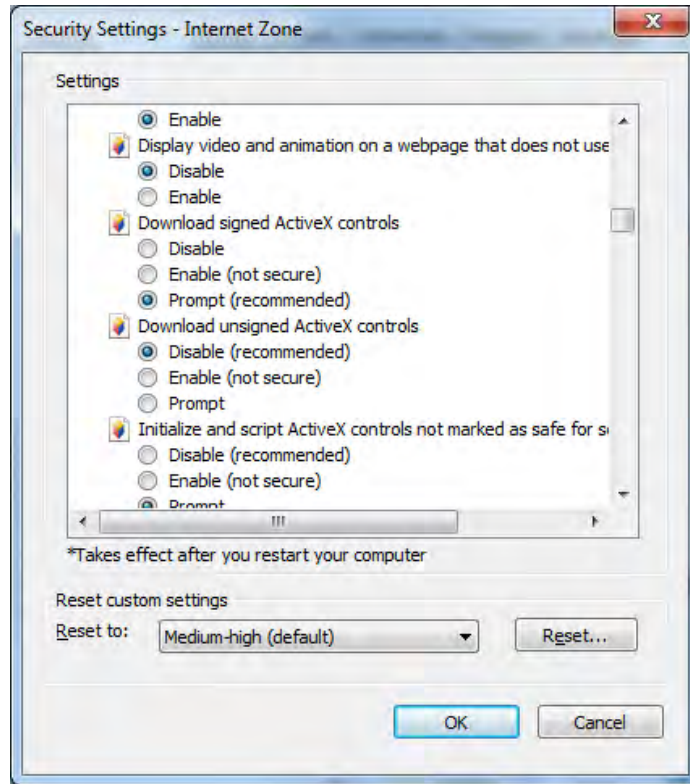 Security Settings - Internet Zone
Settings
Enable
Display video and animation on a webpage that does not use
Disable
Enable
Download signed ActiveX controls
Disable
Enable (not secure)
Prompt (recommended)
Download unsigned ActiveX controls
Disable (recommended)
Enable (not secure)
Prompt
Initialize and script ActiveX controls not marked as safe for
Disable (recommended)
Enable (not secure)
Prompt
*Takes effect after you restart your computer
Reset custom settings
Reset to: Medium-high (default) Reset...
OK Cancel